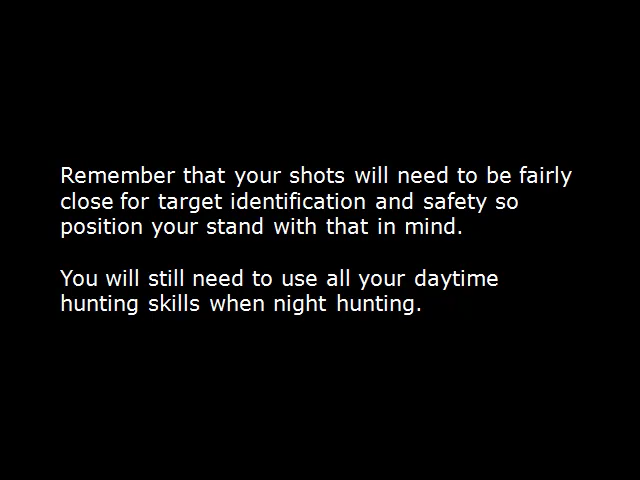 Remember that your shots will need to be fairly
close for target identification and safety so
position your stand with that in mind.
You will still need to use all your daytime
hunting skills when night hunting.